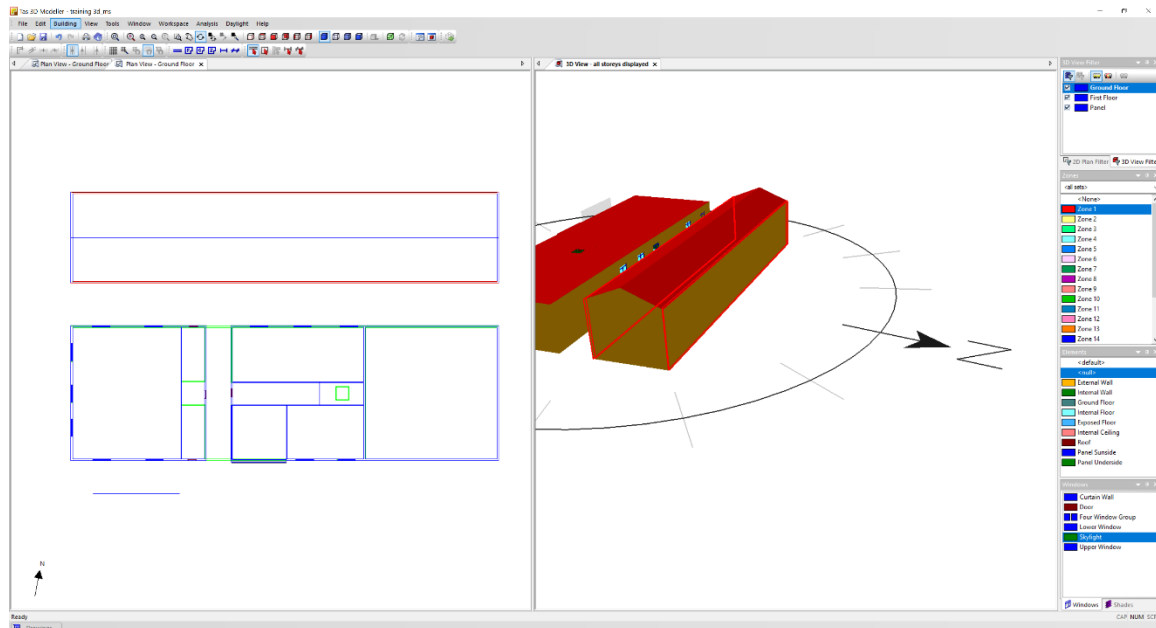 Tas 3D Modeller - training 3d_ms
File Edit Building View Tools Window Workspace Analysis Daylight Help
Plan View - Ground Floor Plan View - Ground Floor
3D View - all storeys displayed
N
N
Ready
3D View Filter
Ground Floor
First Floor
Panel
2D Plan Filter 3D View Filte
Zones
<all sets>
<None>
Zone 1
Zone 2
Zone 3
Zone 4
Zone 5
Zone 6
Zone 7
Zone 8
Zone 9
Zone 10
Zone 11
Zone 12
Zone 13
Zone 14
Elements
<default>
<null>
External Wall
Internal Wall
Ground Floor
Internal Floor
Exposed Floor
Internal Ceiling
Roof
Panel Sunside
Panel Underside
Windows
Curtain Wall
Door
Four Window Group
Lower Window
Skylight
Upper Window
Windows Shades
CAP NUM SCR